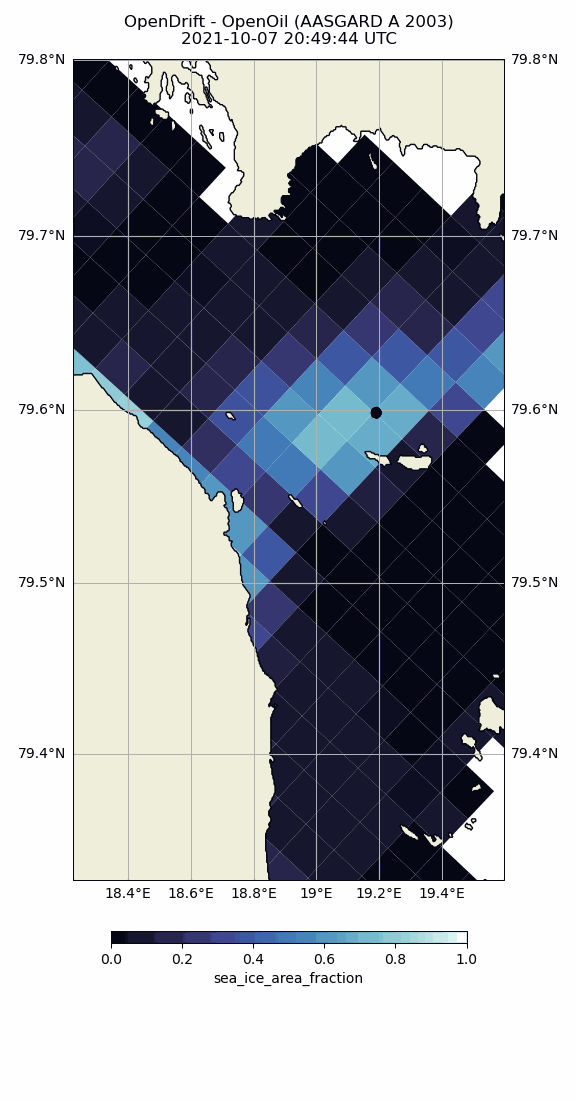 OpenDrift - OpenOil (AASGARD A 2003)
2021-10-07 20:49:44 UTC
79.8°N 79.8°N
79.7°N 79.7°N
79.6°N 79.6°N
79.5°N 79.5°N
79.4°N 79.4°N
18.4°E 18.6°E 18.8°E 19°E 19.2°E 19.4°E
0.0 0.2 0.4 0.6 0.8 1.0
sea_ice_area_fraction